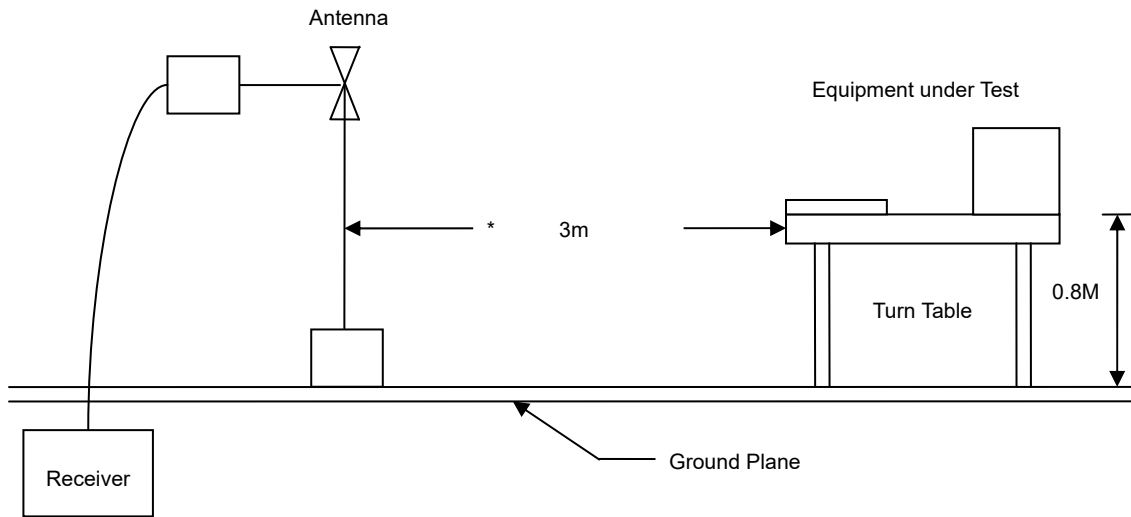 Antenna
Equipment under Test
* 3m
0.8M
Turn Table
Ground Plane
Receiver